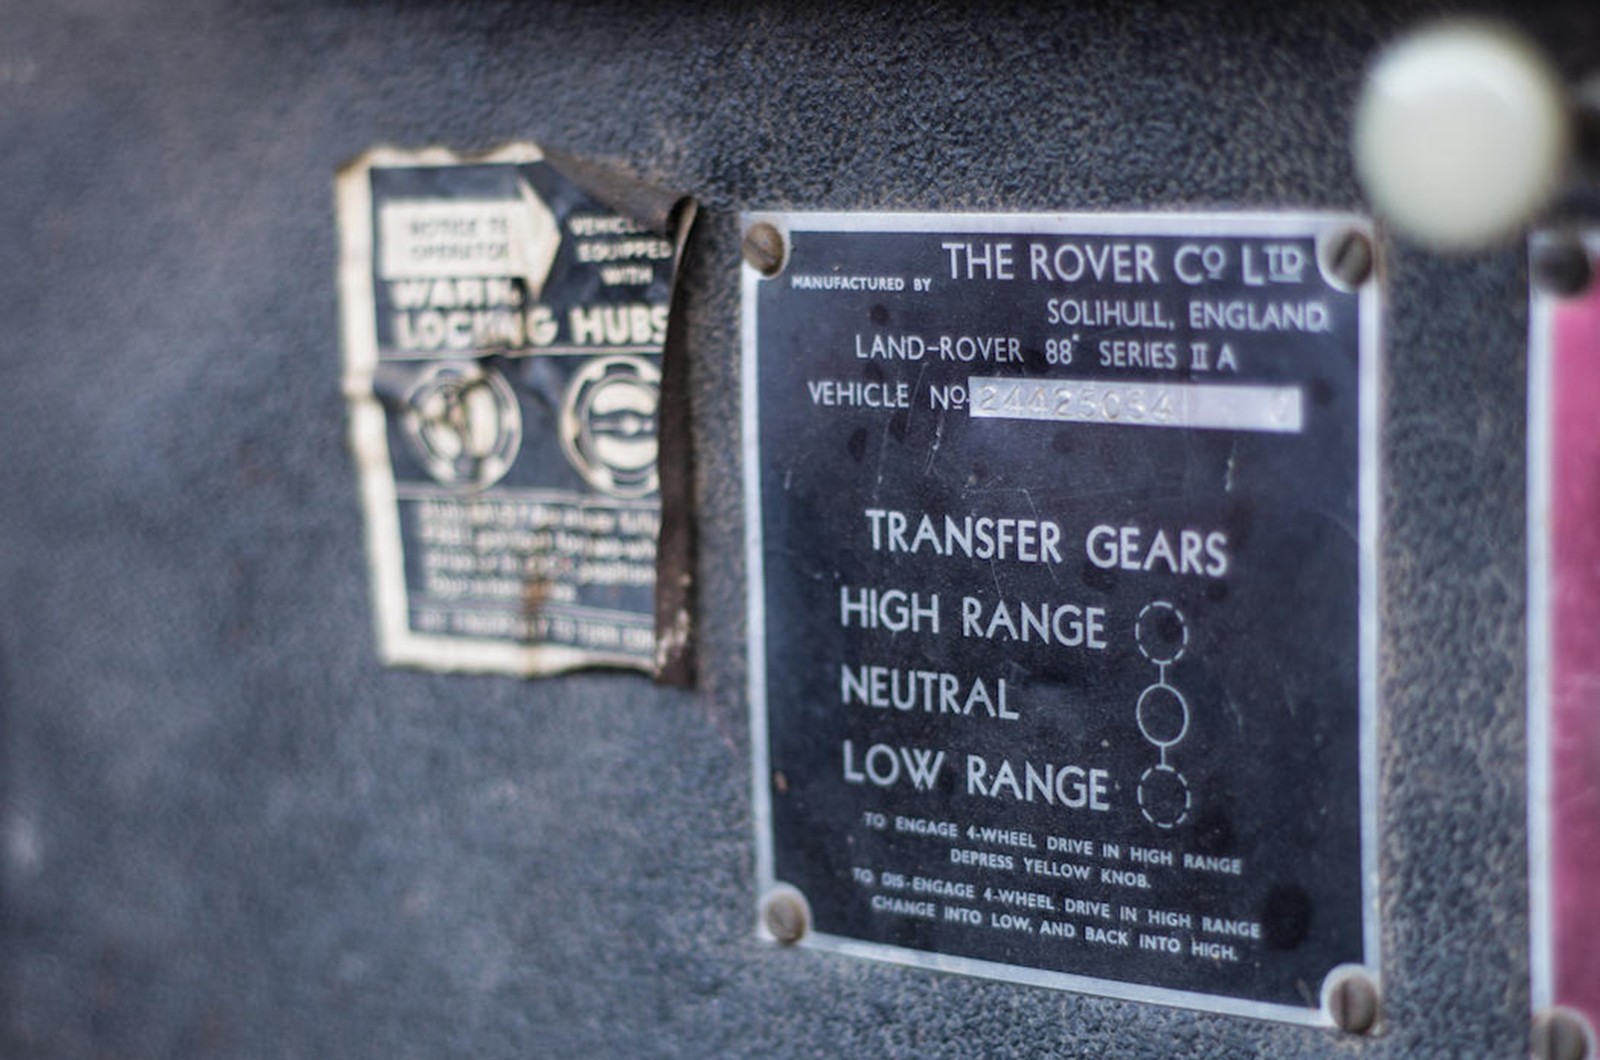 NOTICE TO
OPERATOR
VEHICLE
EQUIPPED
WITH
WARN
LOCKING HUBS
MANUFACTURED BY THE ROVER Cº LTD
SOLIHULL, ENGLAND
LAND-ROVER 88" SERIES II A
VEHICLE Nº 24425034
TRANSFER GEARS
HIGH RANGE
NEUTRAL
LOW RANGE
TO ENGAGE 4-WHEEL DRIVE IN HIGH RANGE
DEPRESS YELLOW KNOB.
TO DIS-ENGAGE 4-WHEEL DRIVE IN HIGH RANGE
CHANGE INTO LOW, AND BACK INTO HIGH.